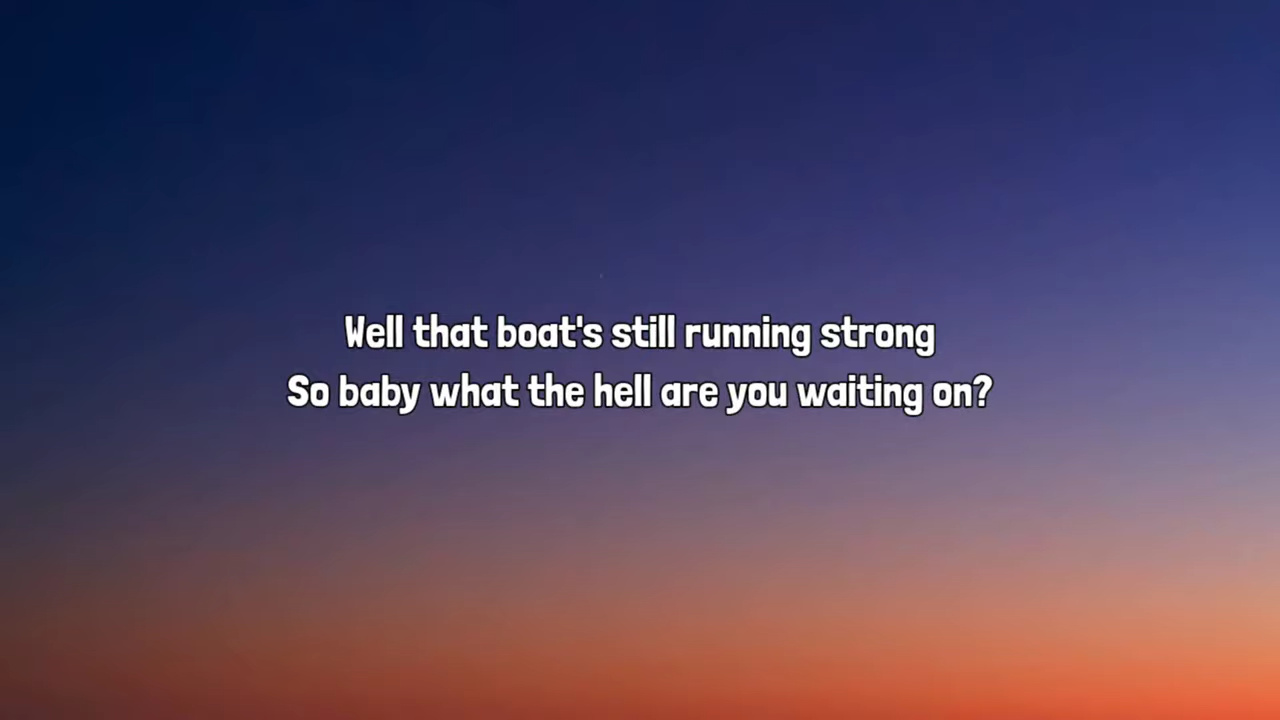 Well that boat's still running strong
So baby what the hell are you waiting on?